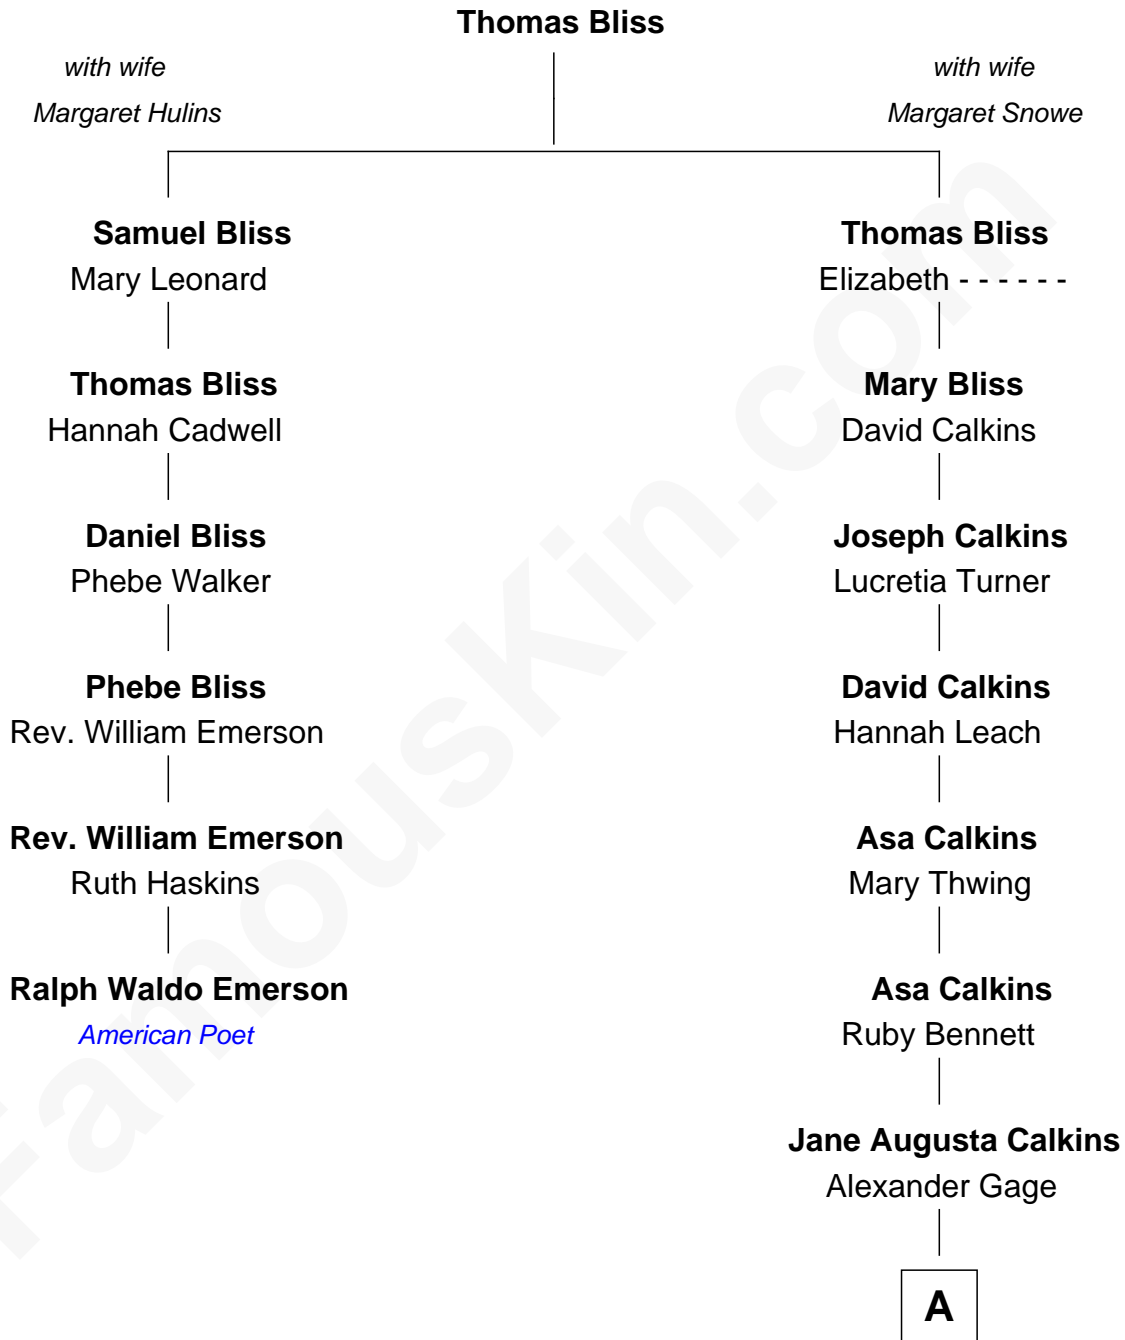 Thomas Bliss
with wife
Margaret Hulins
with wife
Margaret Snowe
Samuel Bliss
Mary Leonard
Thomas Bliss
Elizabeth - - - - - -
Thomas Bliss
Hannah Cadwell
Mary Bliss
David Calkins
Daniel Bliss
Phebe Walker
Joseph Calkins
Lucretia Turner
Phebe Bliss
Rev. William Emerson
David Calkins
Hannah Leach
Rev. William Emerson
Ruth Haskins
Asa Calkins
Mary Thwing
Ralph Waldo Emerson
American Poet
Asa Calkins
Ruby Bennett
Jane Augusta Calkins
Alexander Gage
A
FamousKin.com